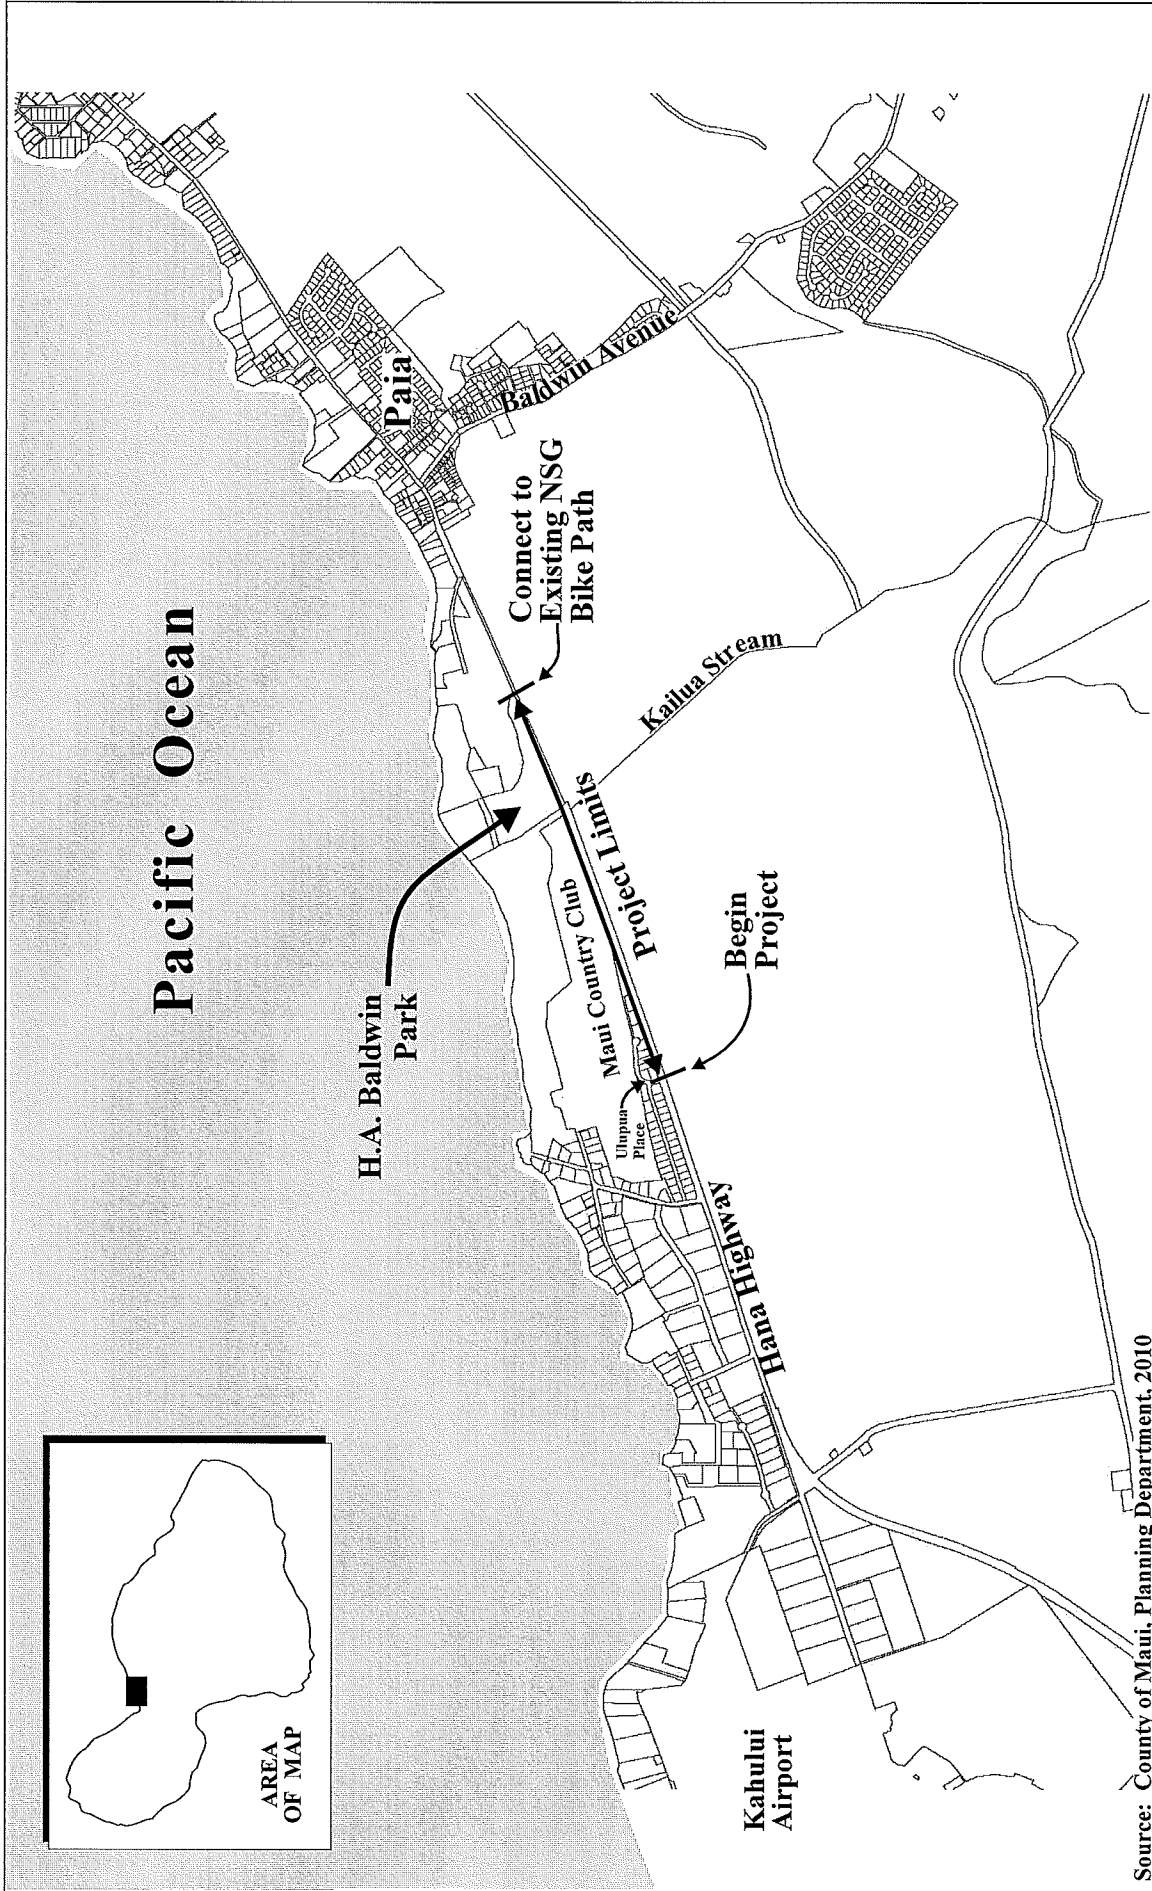 Pacific Ocean
AREA
OF MAP
H.A. Baldwin
Park
Paia
Baldwin Avenue
Connect to
Existing NSG
Bike Path
Kailua Stream
Maui Country Club
Project Limits
Ulupua
Place
Begin
Project
Hana Highway
Kahului
Airport
Source: County of Maui, Planning Department, 2010